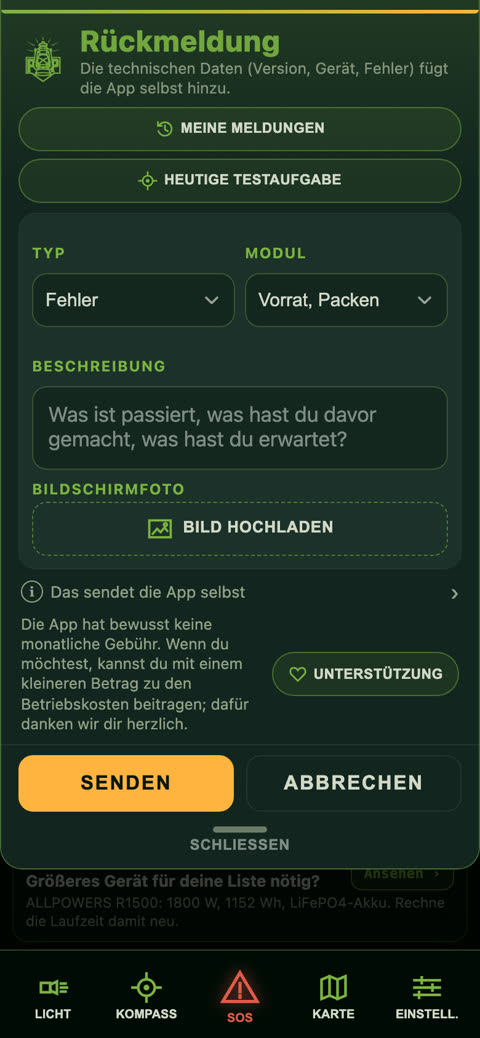 Rückmeldung
Die technischen Daten (Version, Gerät, Fehler) fügt
die App selbst hinzu.
MEINE MELDUNGEN
HEUTIGE TESTAUFGABE
TYP
MODUL
Fehler
Vorrat, Packen
BESCHREIBUNG
Was ist passiert, was hast du davor
gemacht, was hast du erwartet?
BILDSCHIRMFOTO
BILD HOCHLADEN
Das sendet die App selbst
Die App hat bewusst keine
monatliche Gebühr. Wenn du
möchtest, kannst du mit einem
kleineren Betrag zu den
Betriebskosten beitragen; dafür
danken wir dir herzlich.
UNTERSTÜTZUNG
SENDEN
ABBRECHEN
SCHLIESSEN
Größeres Gerät für deine Liste nötig?
Ansehen ›
ALLPOWERS R1500: 1800 W, 1152 Wh, LiFePO4-Akku. Rechne
die Laufzeit damit neu.
LICHT
KOMPASS
SOS
KARTE
EINSTELL.